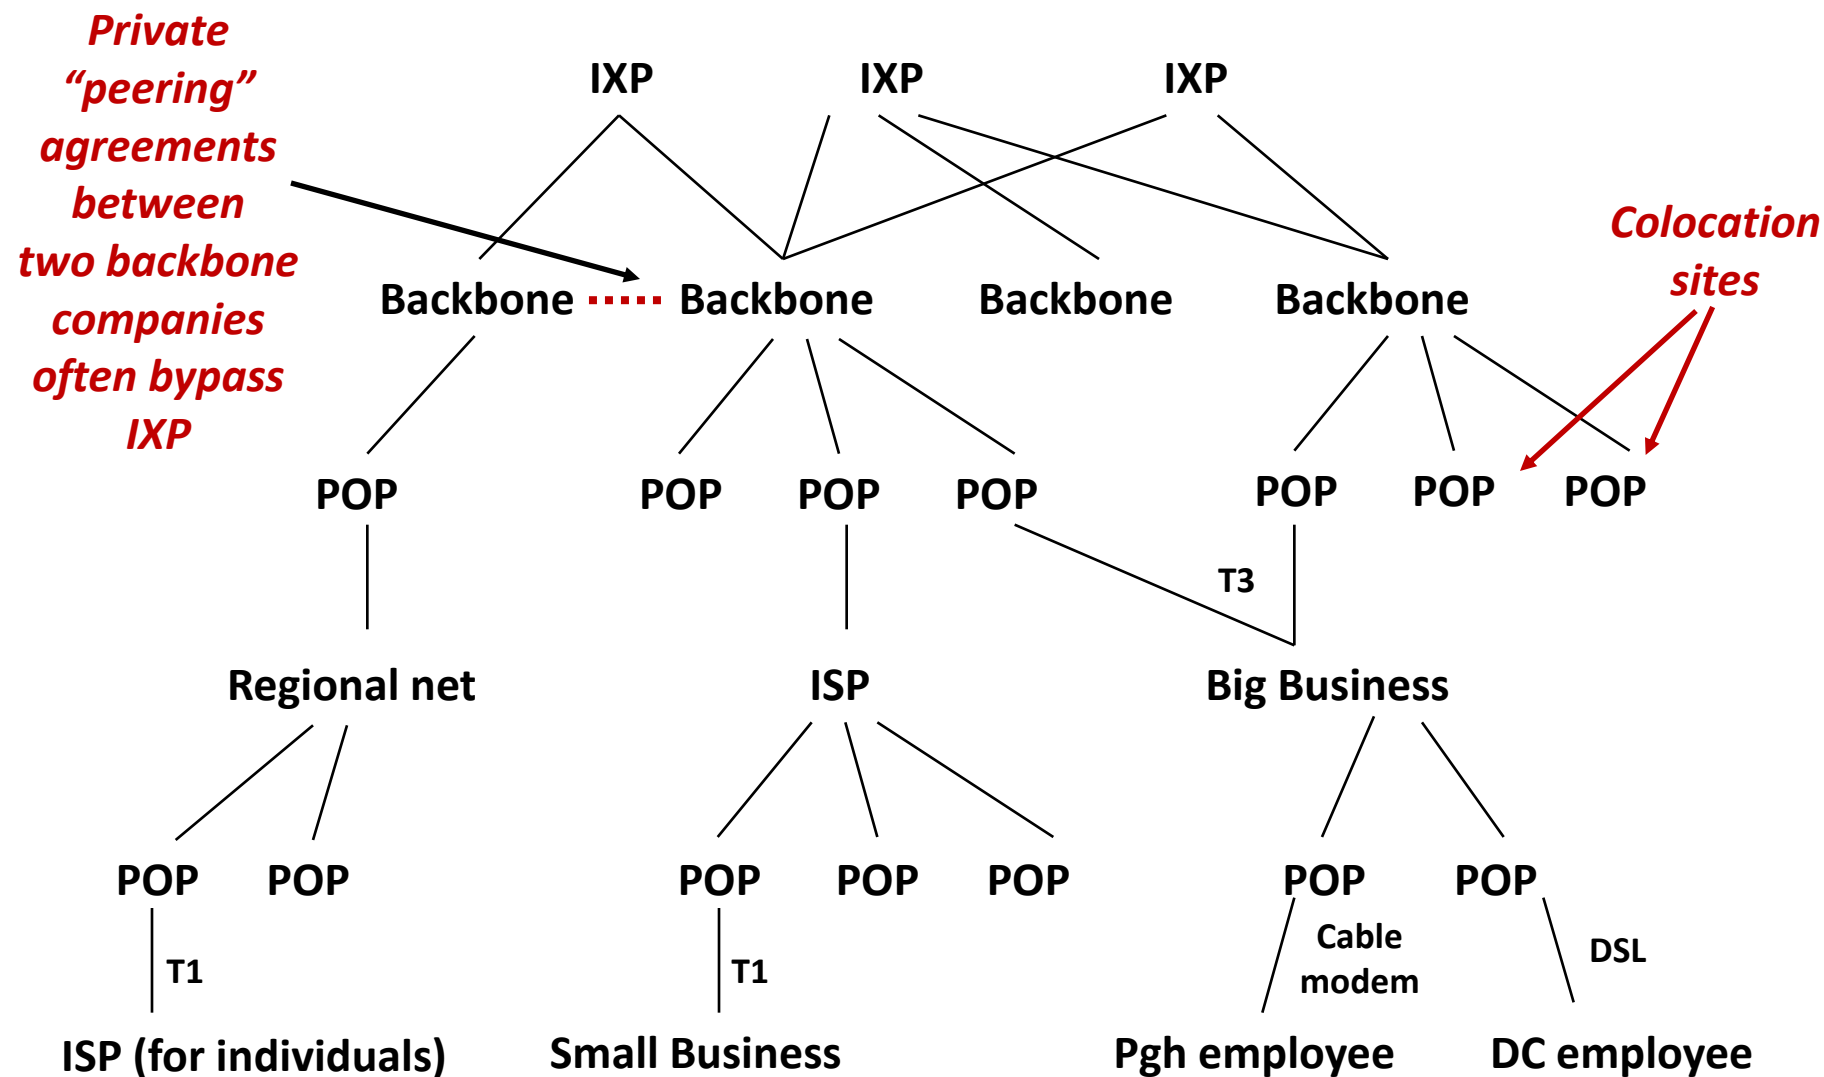 Private
“peering”
agreements
between
two backbone
companies
often bypass
IXP
IXP IXP IXP
Colocation
sites
Backbone Backbone Backbone Backbone
POP POP POP POP POP POP POP
T3
Regional net ISP Big Business
POP POP POP POP POP POP POP
T1 T1 Cable
modem
DSL
ISP (for individuals) Small Business Pgh employee DC employee